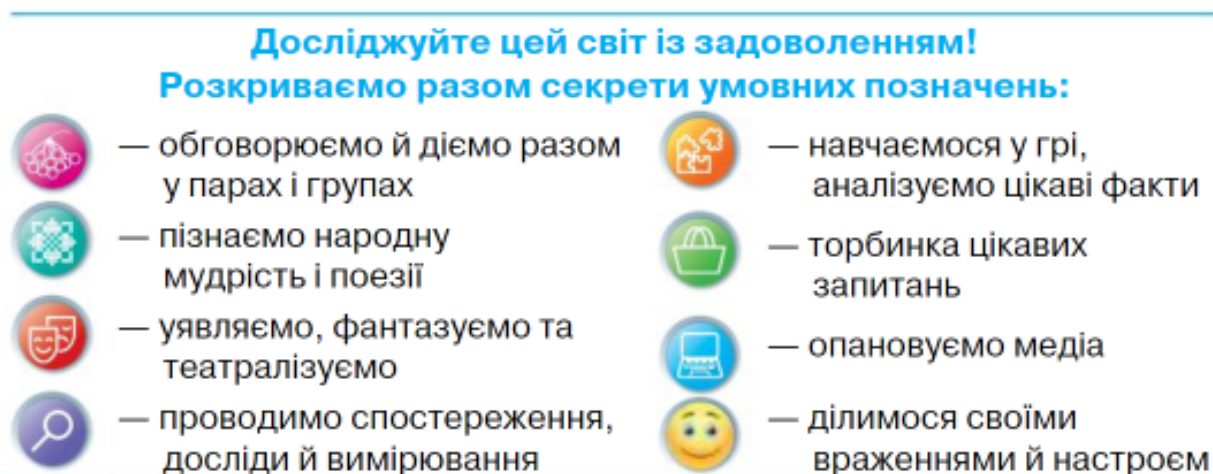 Досліджуйте цей світ із задоволенням!
Розкриваємо разом секрети умовних позначень:
— обговорюємо й діємо разом
у парах і групах
— пізнаємо народну
мудрість і поезії
— уявляємо, фантазуємо та
театралізуємо
— проводимо спостереження,
досліди й вимірювання
— навчаємося у грі,
аналізуємо цікаві факти
— торбинка цікавих
запитань
— опановуємо медіа
— ділимося своїми
враженнями й настроєм